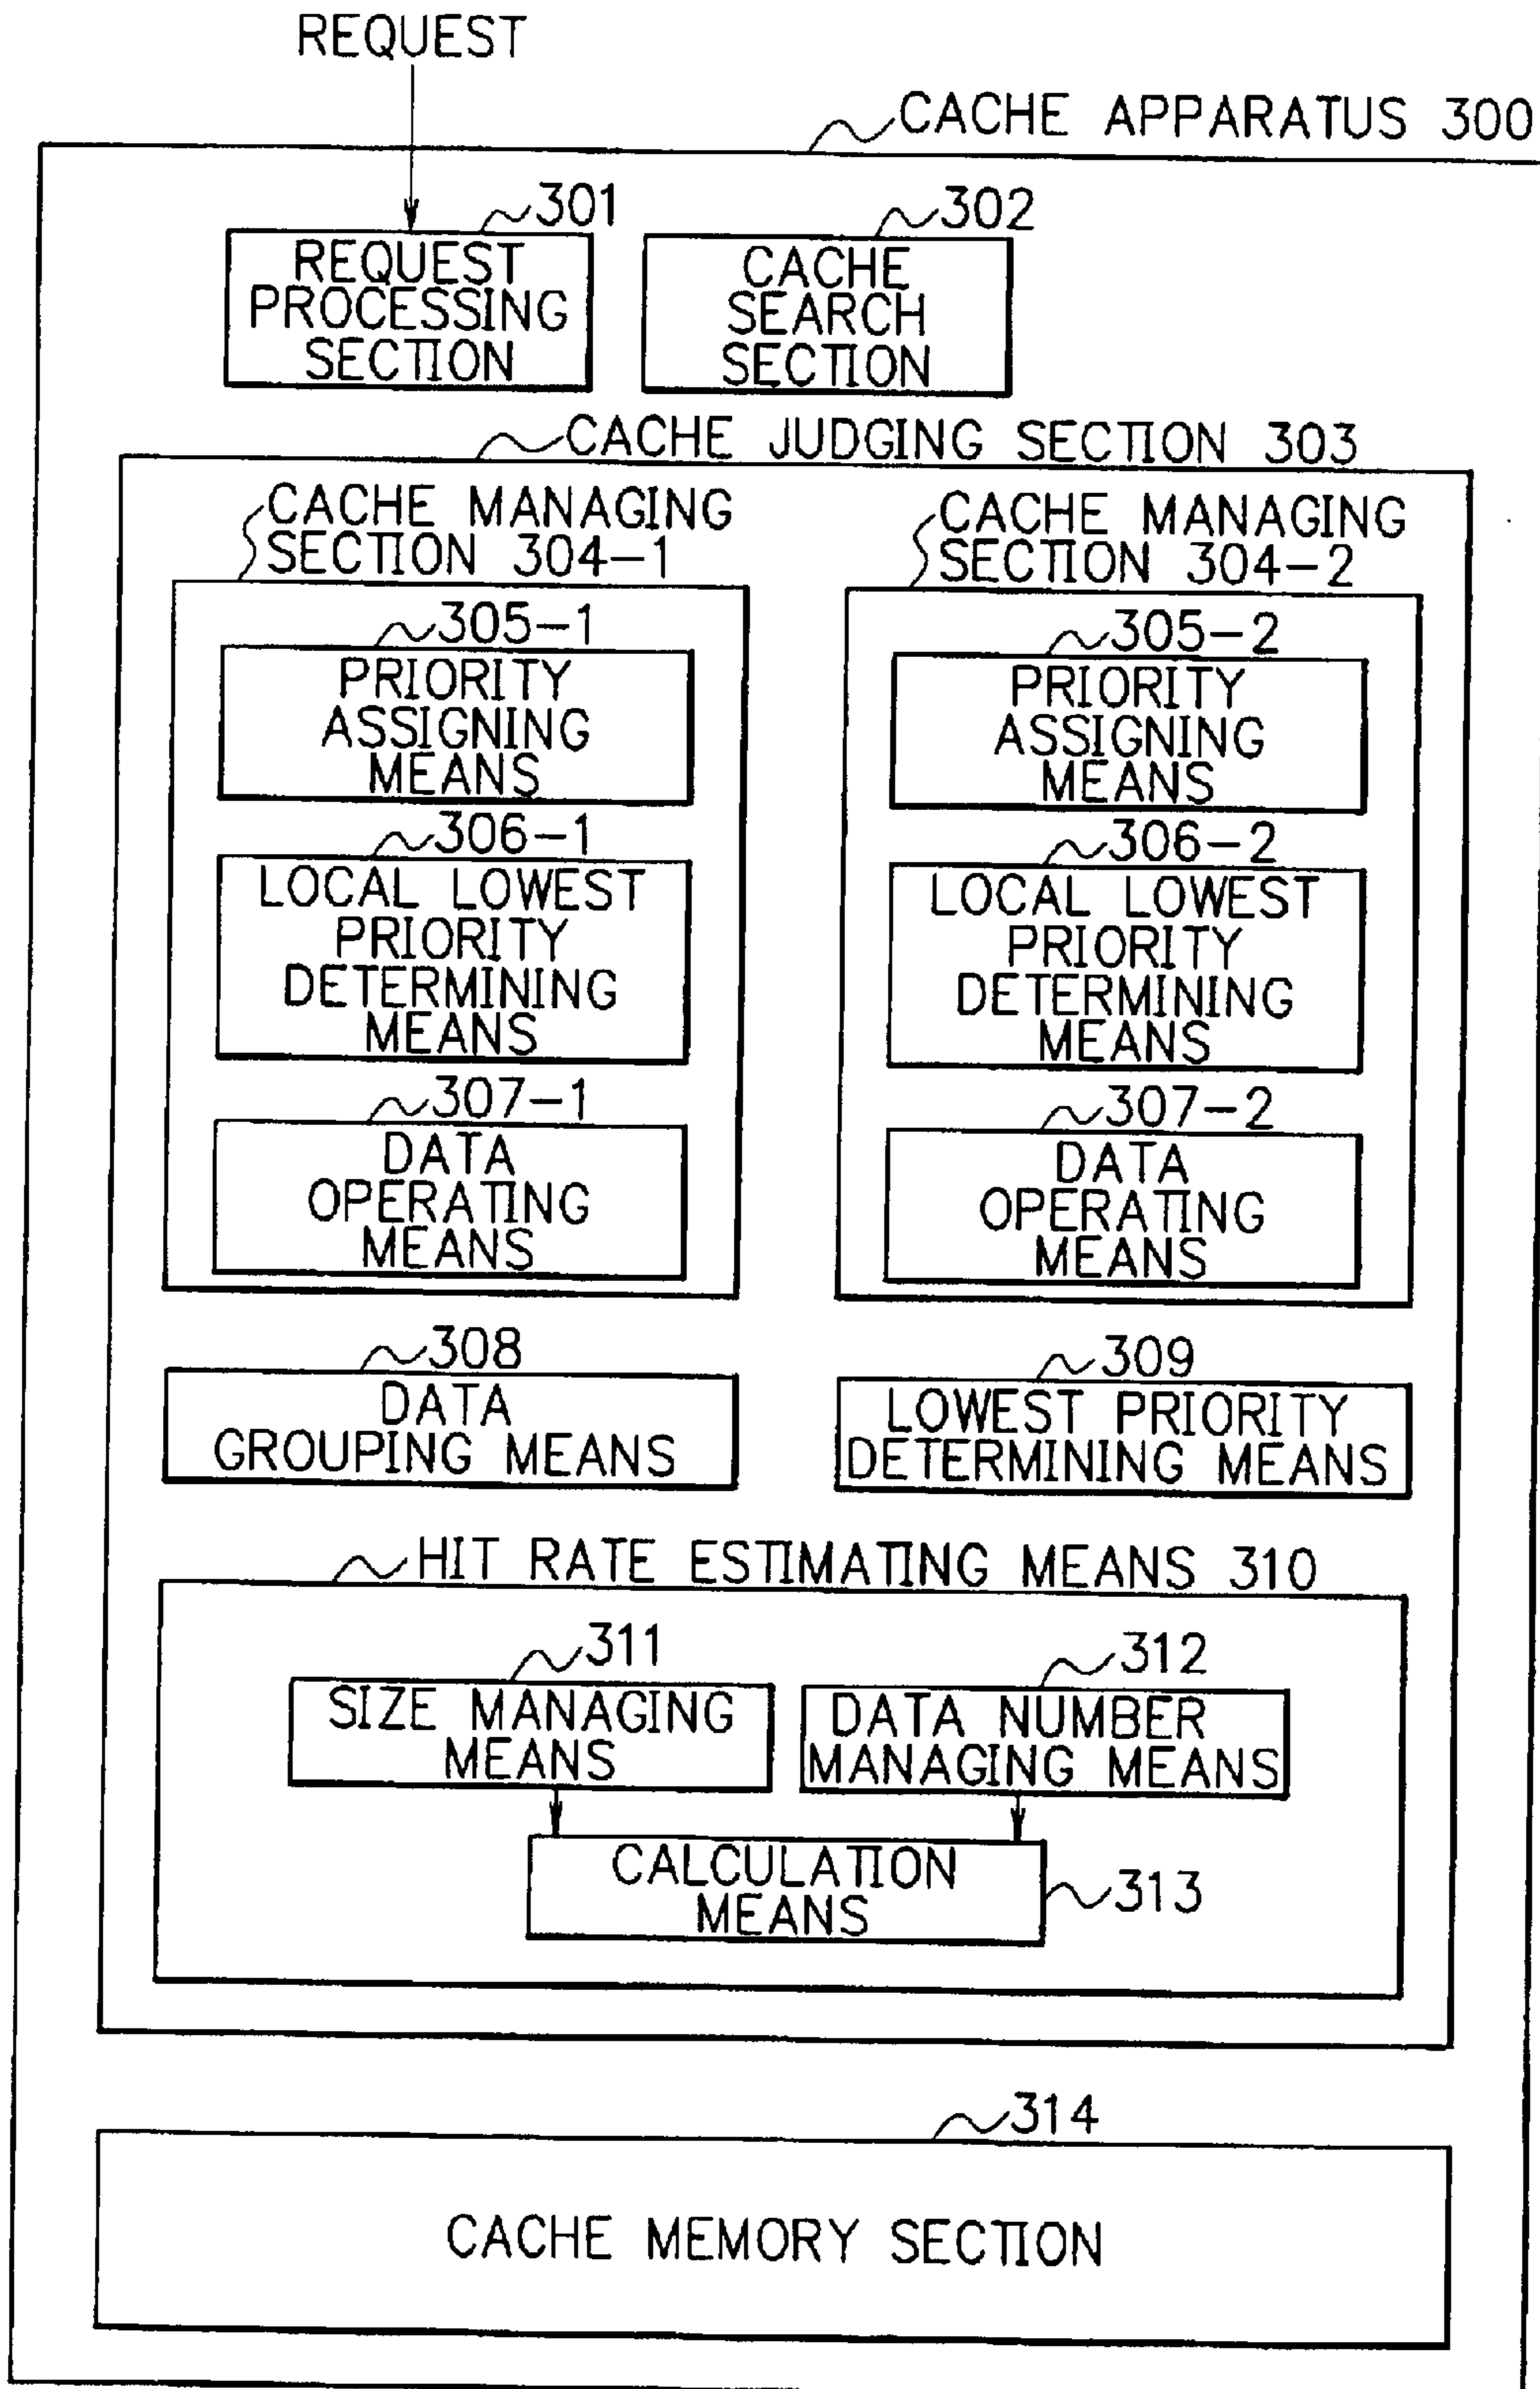 REQUEST
CACHE APPARATUS 300
301
REQUEST
PROCESSING
SECTION
302
CACHE
SEARCH
SECTION
CACHE JUDGING SECTION 303
CACHE MANAGING
SECTION 304-1
305-1
PRIORITY
ASSIGNING
MEANS
306-1
LOCAL LOWEST
PRIORITY
DETERMINING
MEANS
307-1
DATA
OPERATING
MEANS
CACHE MANAGING
SECTION 304-2
305-2
PRIORITY
ASSIGNING
MEANS
306-2
LOCAL LOWEST
PRIORITY
DETERMINING
MEANS
307-2
DATA
OPERATING
MEANS
308
DATA
GROUPING MEANS
309
LOWEST PRIORITY
DETERMINING MEANS
HIT RATE ESTIMATING MEANS 310
311
SIZE MANAGING
MEANS
312
DATA NUMBER
MANAGING MEANS
CALCULATION
MEANS
313
314
CACHE MEMORY SECTION